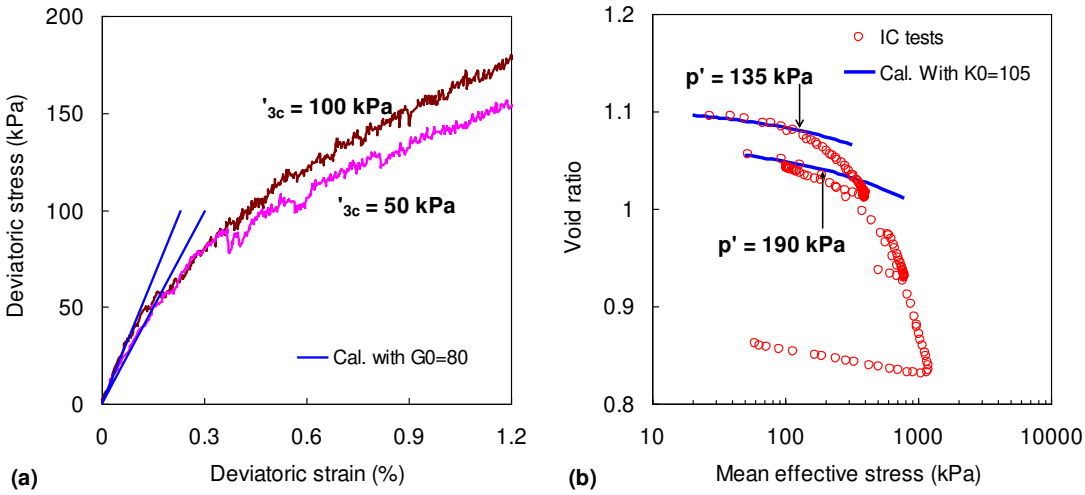 200
150
100
50
0
Deviatoric stress (kPa)
'3c = 100 kPa
'3c = 50 kPa
Cal. with G0=80
0
0.3
0.6
0.9
1.2
(a)
Deviatoric strain (%)
1.2
1.1
1
0.9
0.8
Void ratio
IC tests
Cal. With K0=105
p' = 135 kPa
p' = 190 kPa
10
100
1000
10000
(b)
Mean effective stress (kPa)